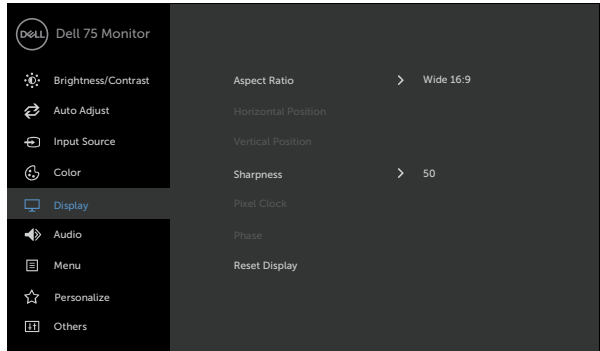 DELL Dell 75 Monitor
Brightness/Contrast
Auto Adjust
Input Source
Color
Display
Audio
Menu
Personalize
Others
Aspect Ratio > Wide 16:9
Horizontal Position
Vertical Position
Sharpness > 50
Pixel Clock
Phase
Reset Display